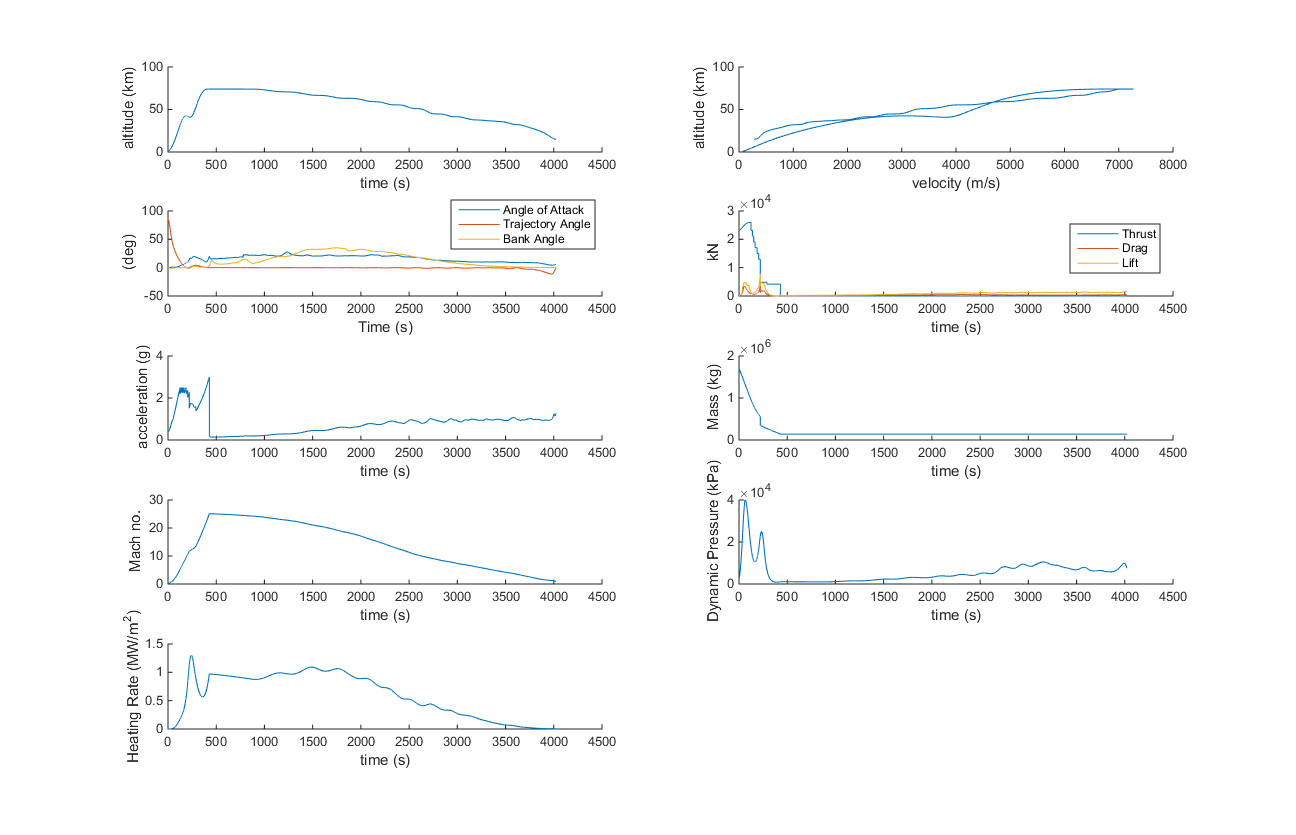 altitude (km)
100
50
0
0 500 1000 1500 2000 2500 3000 3500 4000 4500
time (s)
altitude (km)
100
50
0
0 1000 2000 3000 4000 5000 6000 7000 8000
velocity (m/s)
(deg)
100
50
0
-50
Angle of Attack
Trajectory Angle
Bank Angle
0 500 1000 1500 2000 2500 3000 3500 4000 4500
Time (s)
kN
×10^4
3
2
1
0
Thrust
Drag
Lift
0 500 1000 1500 2000 2500 3000 3500 4000 4500
time (s)
acceleration (g)
4
2
0
0 500 1000 1500 2000 2500 3000 3500 4000 4500
time (s)
Mass (kg)
×10^6
2
1
0
0 500 1000 1500 2000 2500 3000 3500 4000 4500
time (s)
Mach no.
30
20
10
0
0 500 1000 1500 2000 2500 3000 3500 4000 4500
time (s)
Dynamic Pressure (kPa)
×10^4
4
2
0
0 500 1000 1500 2000 2500 3000 3500 4000 4500
time (s)
Heating Rate (MW/m²)
1.5
1
0.5
0
0 500 1000 1500 2000 2500 3000 3500 4000 4500
time (s)